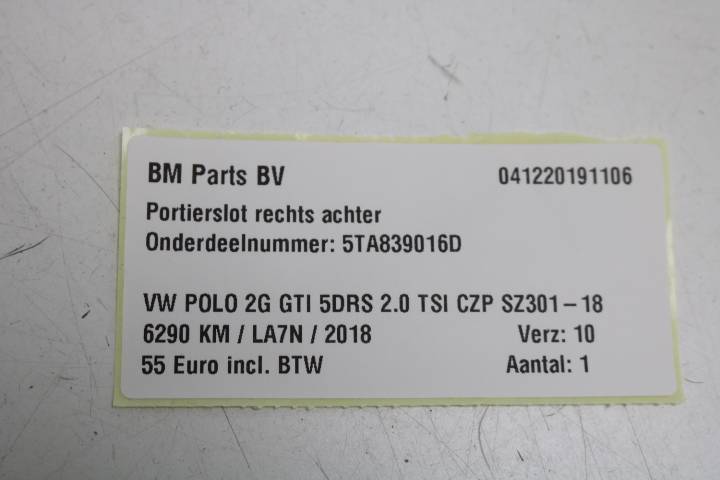 BM Parts BV 041220191106
Portierslot rechts achter
Onderdeelnummer: 5TA839016D
VW POLO 2G GTI 5DRS 2.0 TSI CZP SZ301-18
6290 KM / LA7N / 2018 Verz: 10
55 Euro incl. BTW Aantal: 1